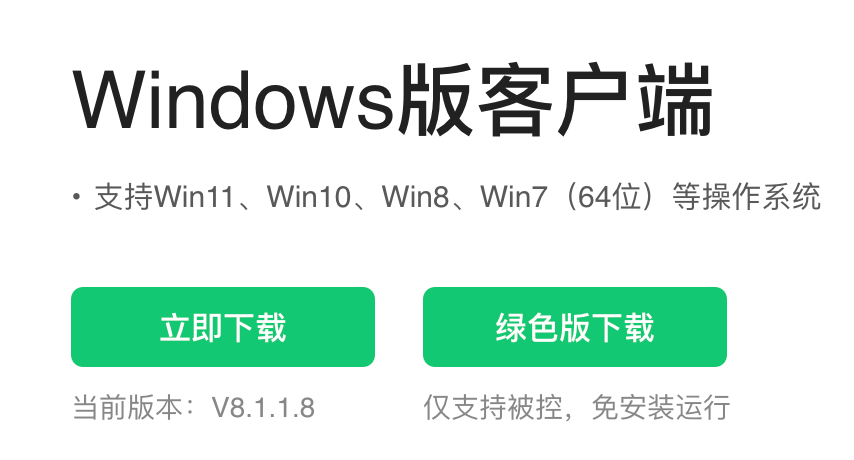 Windows版客户端
• 支持Win11、Win10、Win8、Win7（64位）等操作系统
立即下载
绿色版下载
当前版本：V8.1.1.8
仅支持被控，免安装运行